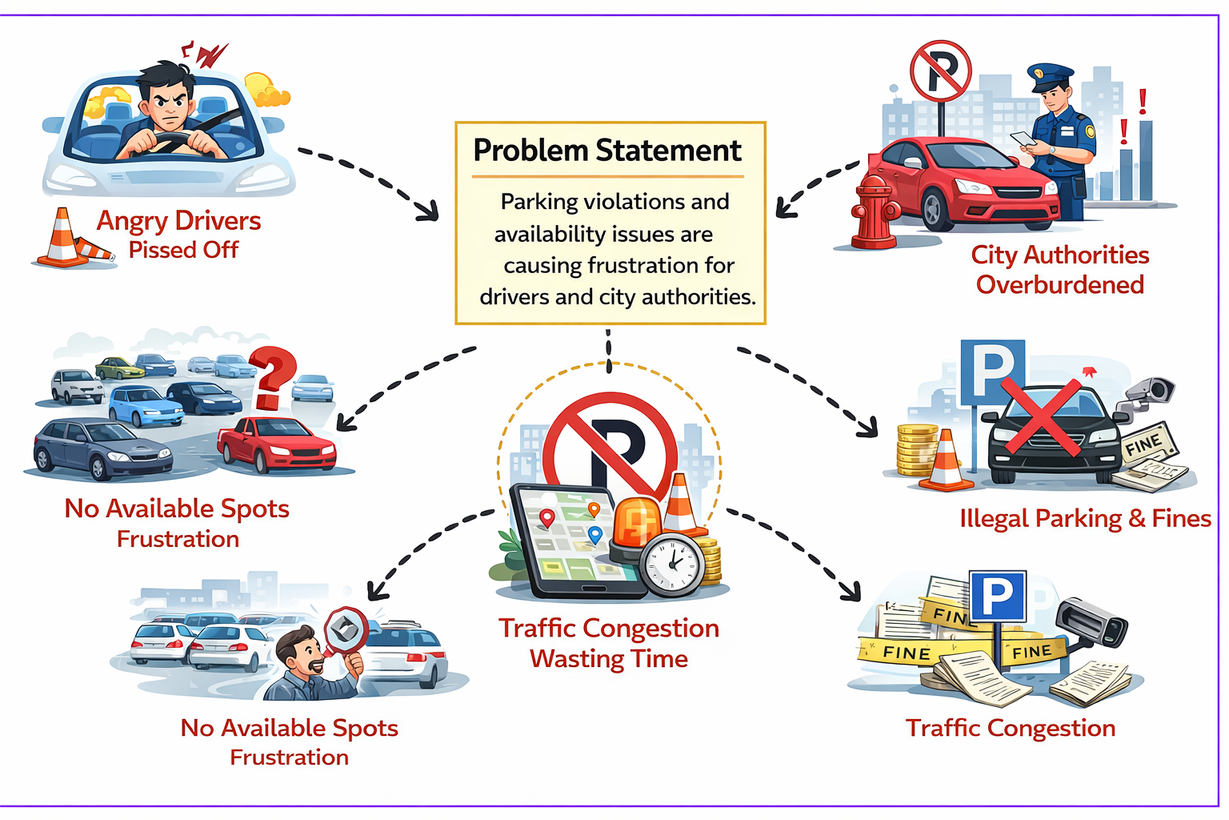 Angry Drivers
Pissed Off
Problem Statement
Parking violations and
availability issues are
causing frustration for
drivers and city authorities.
P
City Authorities
Overburdened
No Available Spots
Frustration
P
Traffic Congestion
Wasting Time
P
FINE
Illegal Parking & Fines
No Available Spots
Frustration
P
FINE
FINE
FINE
Traffic Congestion